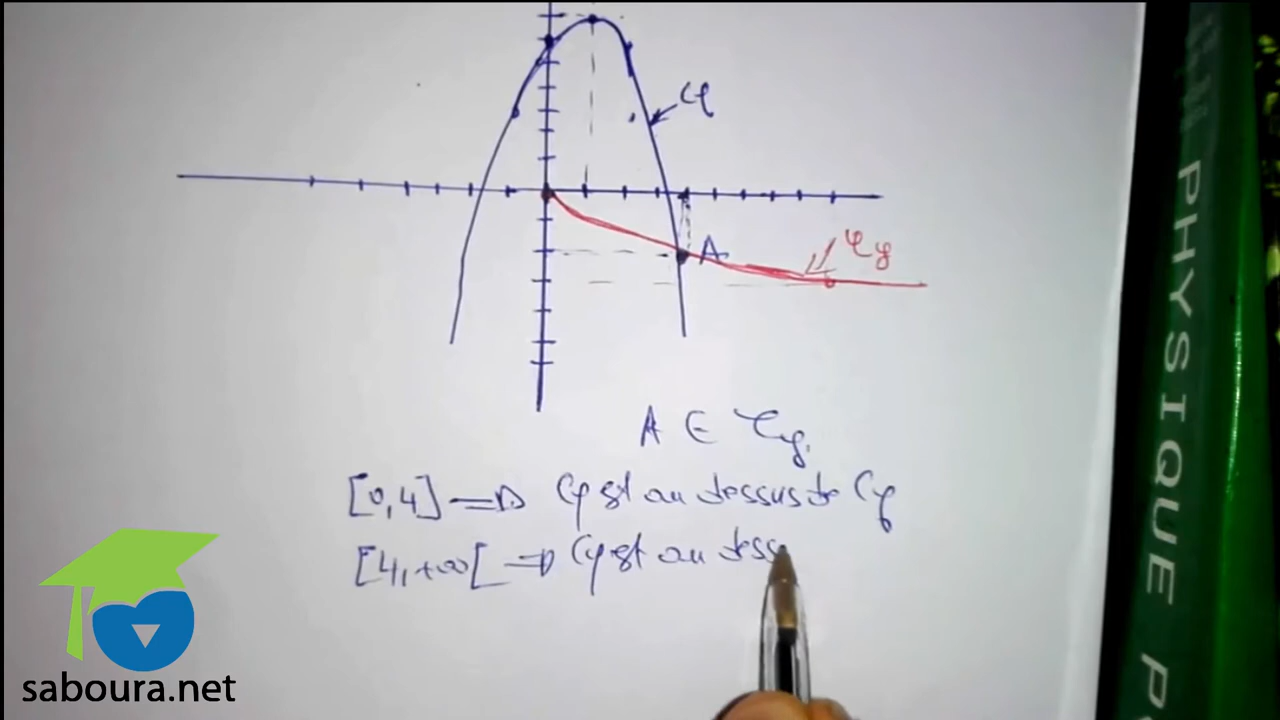 Cf
A
Cg
A ∈ Cg.
[0,4] ⟹ Cf est au dessus de Cg
[4,+∞[ ⟹ Cf est au dess
saboura.net
PHYSIQUE P